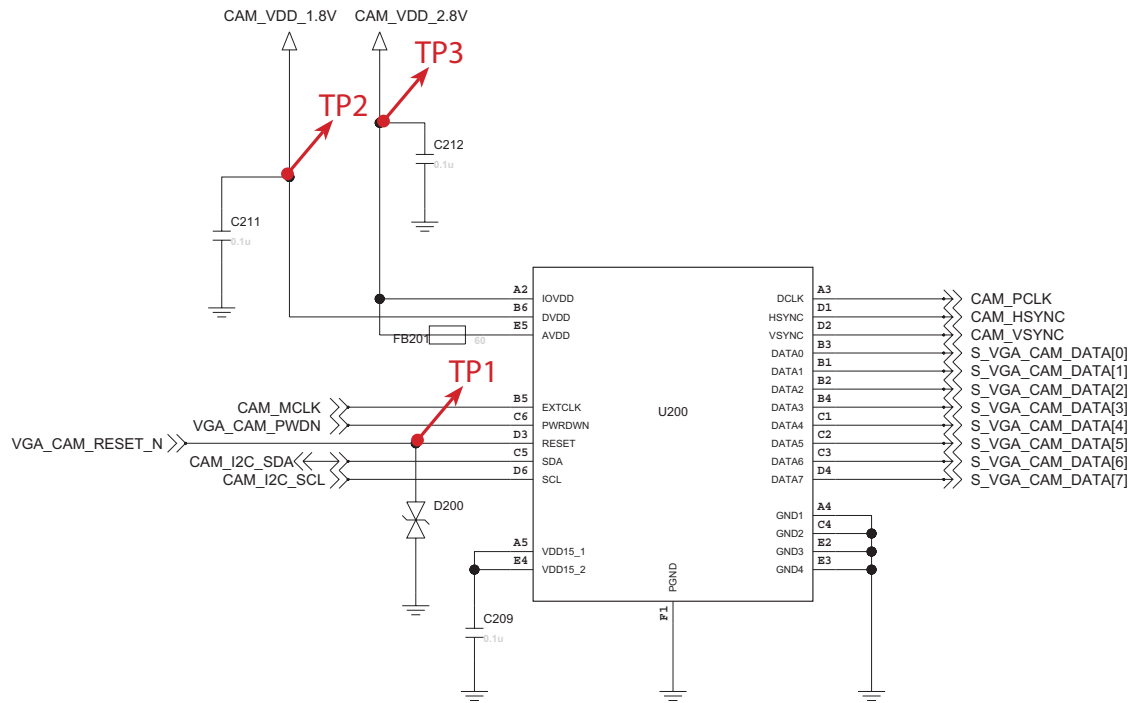 CAM_VDD_1.8V CAM_VDD_2.8V
TP3
TP2
C212
0.1u
C211
0.1u
A2 IOVDD DCLK A3 CAM_PCLK
B6 DVDD HSYNC D1 CAM_HSYNC
FB201 60 E5 AVDD VSYNC D2 CAM_VSYNC
DATA0 B3 S_VGA_CAM_DATA[0]
TP1
DATA1 B1 S_VGA_CAM_DATA[1]
DATA2 B2 S_VGA_CAM_DATA[2]
CAM_MCLK B5 EXTCLK U200 DATA3 B4 S_VGA_CAM_DATA[3]
VGA_CAM_PWDN C6 PWRDWN DATA4 C1 S_VGA_CAM_DATA[4]
VGA_CAM_RESET_N D3 RESET DATA5 C2 S_VGA_CAM_DATA[5]
CAM_I2C_SDA C5 SDA DATA6 C3 S_VGA_CAM_DATA[6]
CAM_I2C_SCL D6 SCL DATA7 D4 S_VGA_CAM_DATA[7]
D200
GND1 A4
GND2 C4
A5 VDD15_1 GND3 E2
E4 VDD15_2 GND4 E3
PGND
F1
C209
0.1u